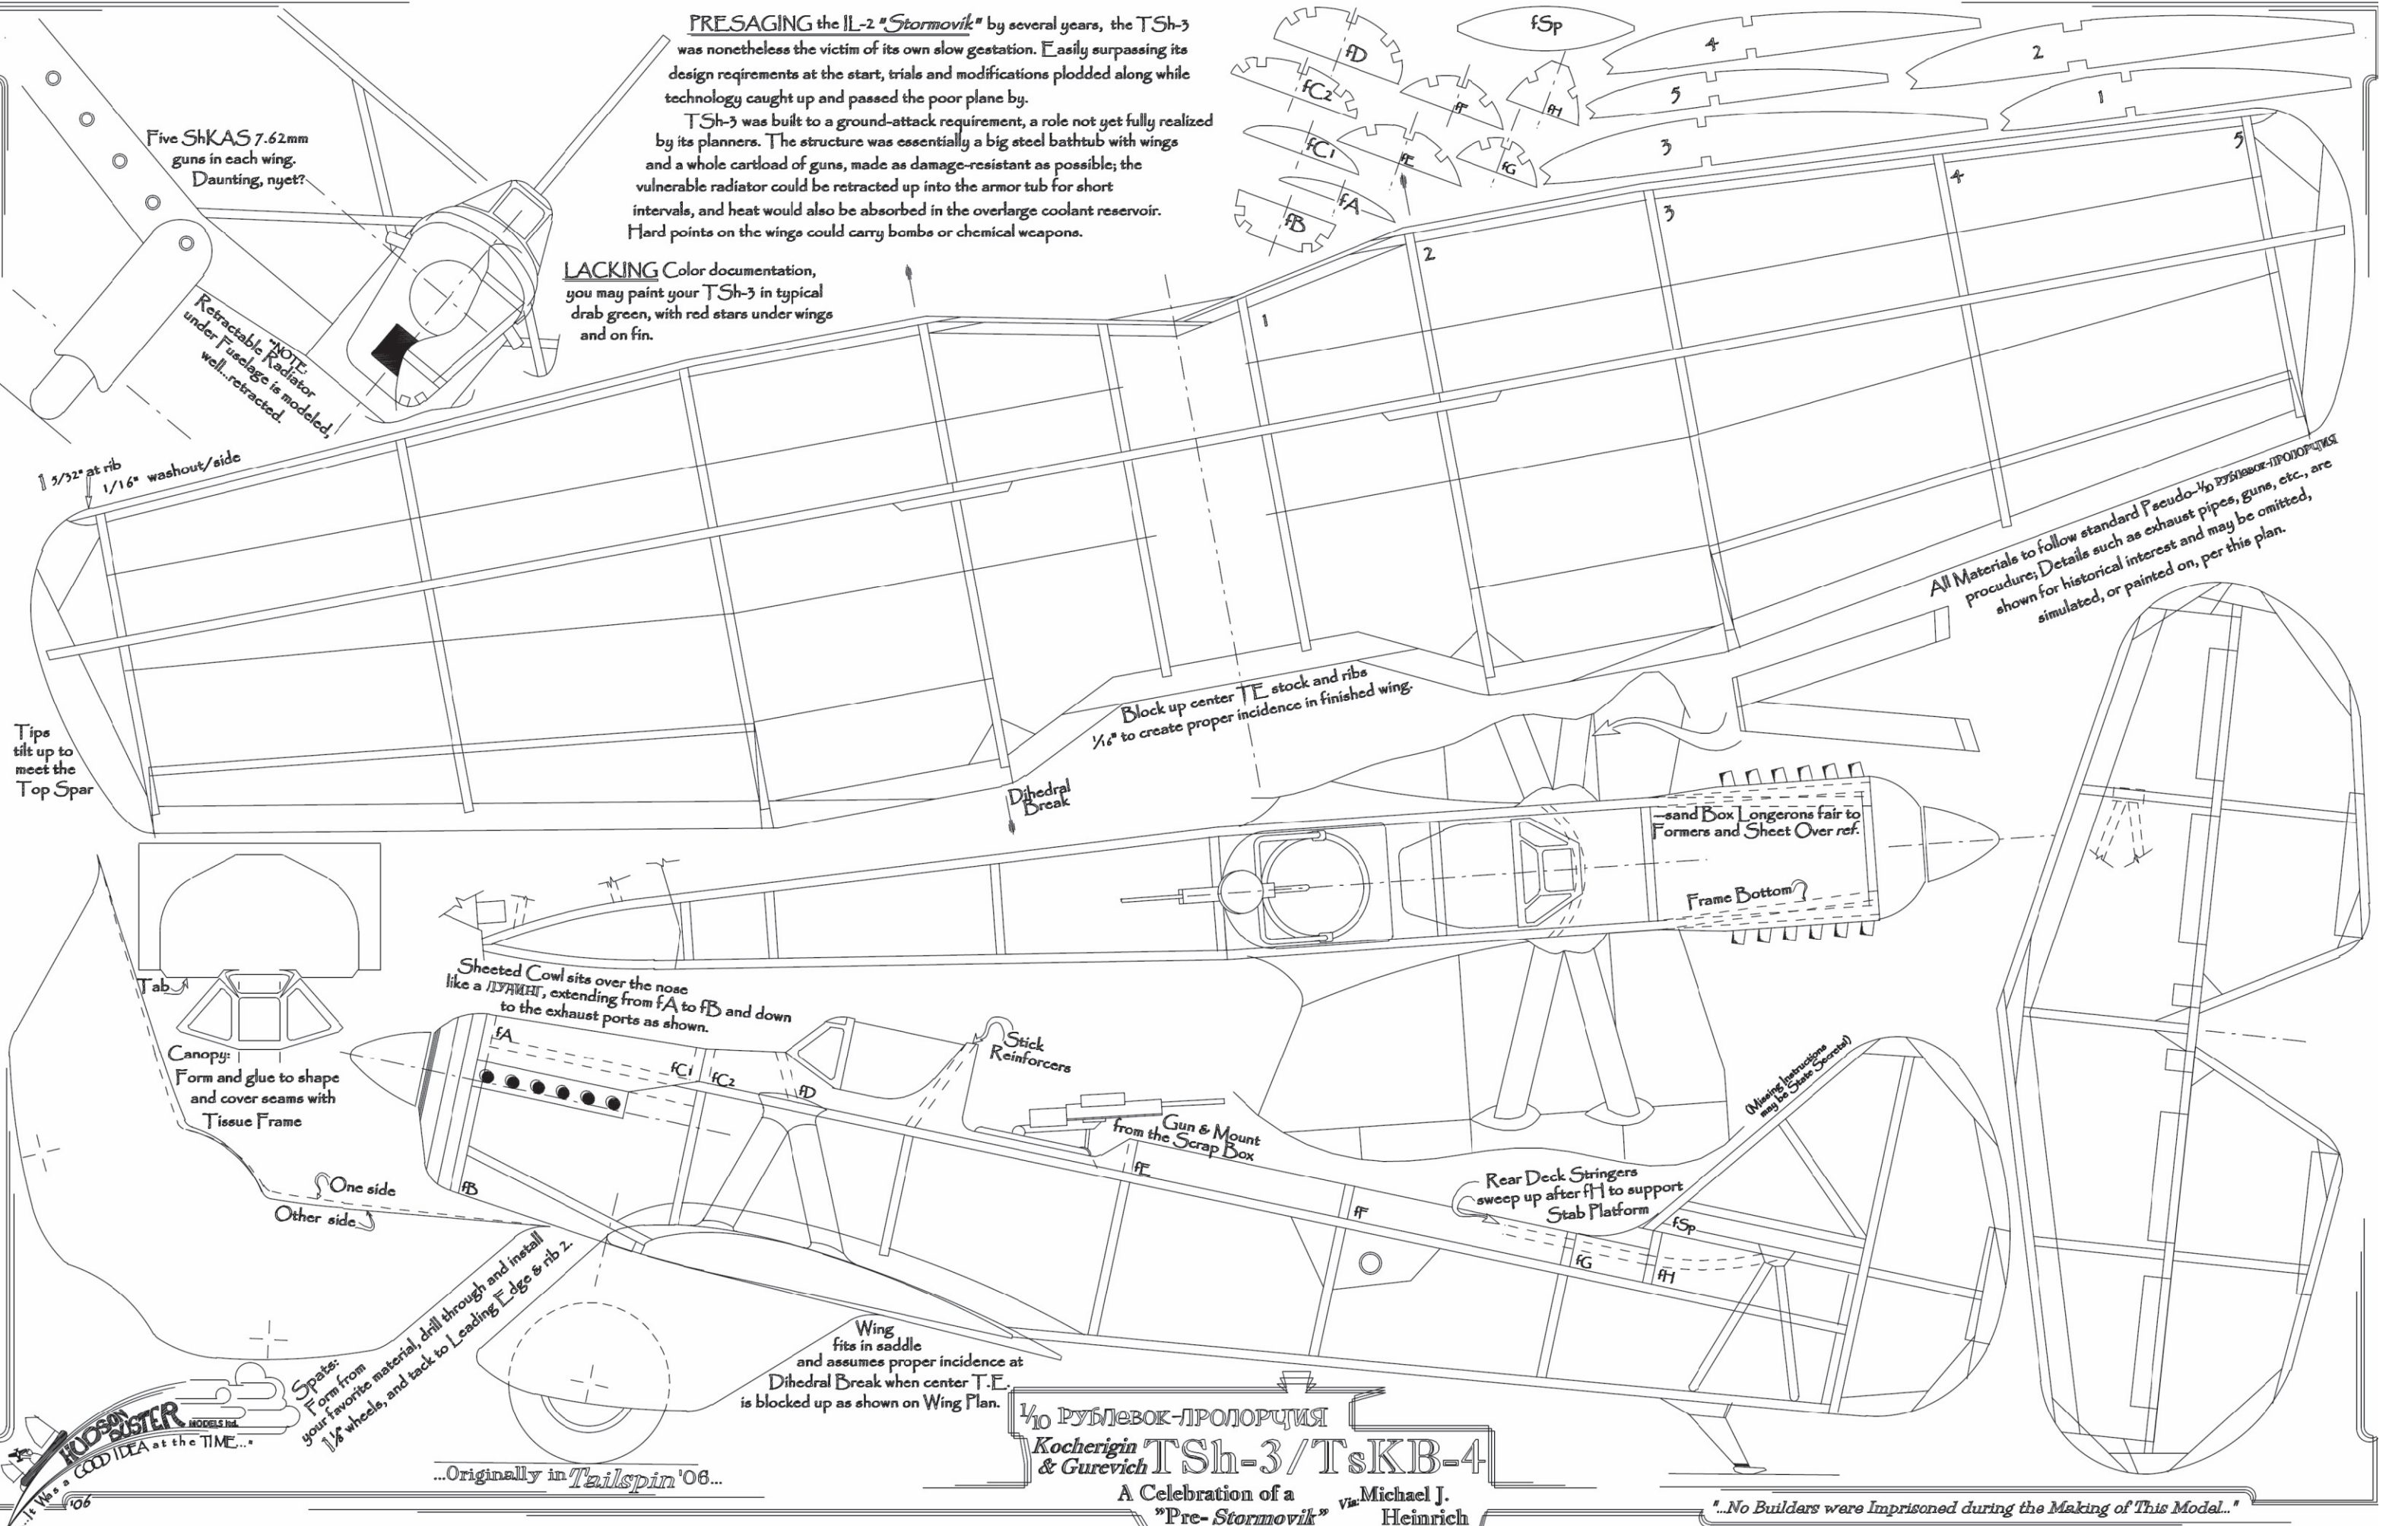 PRESAGING the IL-2 "Stormovik" by several years, the TSh-3
was nonetheless the victim of its own slow gestation. Easily surpassing its
design reqirements at the start, trials and modifications plodded along while
technology caught up and passed the poor plane by.
TSh-3 was built to a ground-attack requirement, a role not yet fully realized
by its planners. The structure was essentially a big steel bathtub with wings
and a whole cartload of guns, made as damage-resistant as possible; the
vulnerable radiator could be retracted up into the armor tub for short
intervals, and heat would also be absorbed in the overlarge coolant reservoir.
Hard points on the wings could carry bombs or chemical weapons.
LACKING Color documentation,
you may paint your TSh-3 in typical
drab green, with red stars under wings
and on fin.
Five ShKAS 7.62mm
guns in each wing.
Daunting, nyet?
"NOTE:
Retractable Radiator
under Fuselage is modeled,
well...retracted.
fD
fSp
fC2
fF
fH
fC1
fE
fG
fA
fB
4
2
5
1
3
1
2
3
4
5
5/32" at rib
1/16" washout/side
Tips
tilt up to
meet the
Top Spar
Block up center TE stock and ribs
1/16" to create proper incidence in finished wing.
Dihedral
Break
All Materials to follow standard Pseudo-1/10 РУБЛевок-ПРОПОРЦИЯ
procudure; Details such as exhaust pipes, guns, etc., are
shown for historical interest and may be omitted,
simulated, or painted on, per this plan.
—sand Box Longerons fair to
Formers and Sheet Over ref.
Frame Bottom
Tab
Canopy:
Form and glue to shape
and cover seams with
Tissue Frame
Sheeted Cowl sits over the nose
like a ПУДИНГ, extending from fA to fB and down
to the exhaust ports as shown.
fA
fC1
fC2
fD
fB
Stick
Reinforcers
Gun & Mount
from the Scrap Box
fE
fF
(Missing Instructions
may be State Secrets!)
Rear Deck Stringers
sweep up after fH to support
Stab Platform
fSp
fG
fH
One side
Other side
Spats:
Form from
your favorite material, drill through and install
1 1/8" wheels, and tack to Leading Edge & rib 2.
Wing
fits in saddle
and assumes proper incidence at
Dihedral Break when center T.E.
is blocked up as shown on Wing Plan.
HUDSON
DUSTER
MODELS ltd.
...It Was a GOOD IDEA at the TIME..."
'06
...Originally in Tailspin '06...
1/10 РУБЛевок-ПРОПОРЦИЯ
Kocherigin
& Gurevich
TSh-3/TsKB-4
A Celebration of a
"Pre- Stormovik"
Via: Michael J.
Heinrich
"...No Builders were Imprisoned during the Making of This Model..."